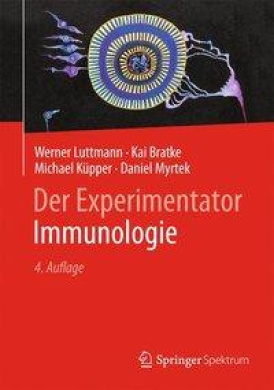 Werner Luttmann · Kai Bratke
Michael Küpper · Daniel Myrtek
Der Experimentator
Immunologie
4. Auflage
Springer Spektrum